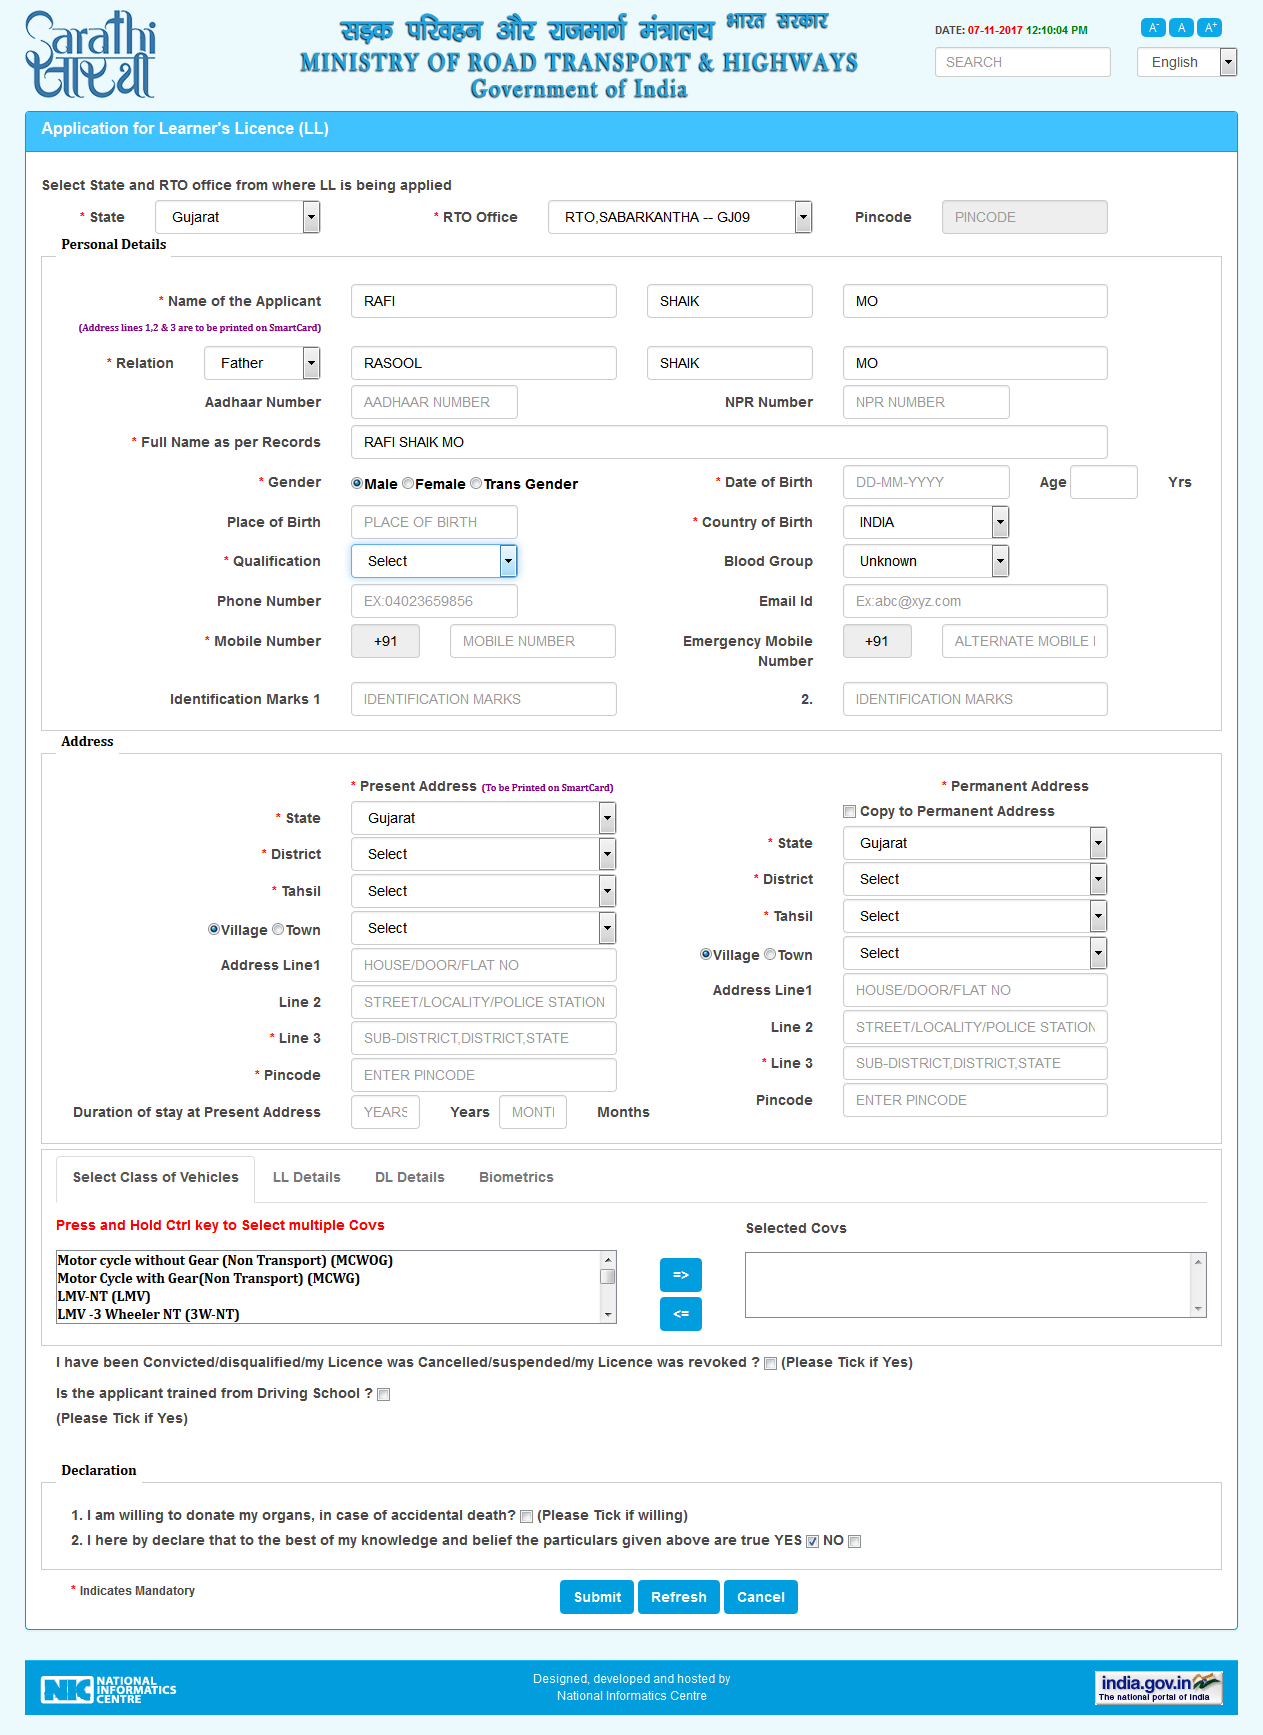 Sarathi
सारथी
सड़क परिवहन और राजमार्ग मंत्रालय भारत सरकार
MINISTRY OF ROAD TRANSPORT & HIGHWAYS
Government of India
DATE: 07-11-2017 12:10:04 PM
A- A A+
SEARCH English
Application for Learner's Licence (LL)
Select State and RTO office from where LL is being applied
* State Gujarat * RTO Office RTO,SABARKANTHA -- GJ09 Pincode PINCODE
Personal Details
* Name of the Applicant RAFI SHAIK MO
(Address lines 1,2 & 3 are to be printed on SmartCard)
* Relation Father RASOOL SHAIK MO
Aadhaar Number AADHAAR NUMBER NPR Number NPR NUMBER
* Full Name as per Records RAFI SHAIK MO
* Gender Male Female Trans Gender * Date of Birth DD-MM-YYYY Age Yrs
Place of Birth PLACE OF BIRTH * Country of Birth INDIA
* Qualification Select Blood Group Unknown
Phone Number EX:04023659856 Email Id Ex:abc@xyz.com
* Mobile Number +91 MOBILE NUMBER Emergency Mobile Number +91 ALTERNATE MOBILE
Identification Marks 1 IDENTIFICATION MARKS 2. IDENTIFICATION MARKS
Address
* Present Address (To be Printed on SmartCard)
* State Gujarat
* District Select
* Tahsil Select
Village Town Select
Address Line1 HOUSE/DOOR/FLAT NO
Line 2 STREET/LOCALITY/POLICE STATION
* Line 3 SUB-DISTRICT,DISTRICT,STATE
* Pincode ENTER PINCODE
Duration of stay at Present Address YEARS Years MONTI Months
* Permanent Address
Copy to Permanent Address
* State Gujarat
* District Select
* Tahsil Select
Village Town Select
Address Line1 HOUSE/DOOR/FLAT NO
Line 2 STREET/LOCALITY/POLICE STATION
* Line 3 SUB-DISTRICT,DISTRICT,STATE
Pincode ENTER PINCODE
Select Class of Vehicles LL Details DL Details Biometrics
Press and Hold Ctrl key to Select multiple Covs
Selected Covs
Motor cycle without Gear (Non Transport) (MCWOG)
Motor Cycle with Gear(Non Transport) (MCWG)
LMV-NT (LMV)
LMV -3 Wheeler NT (3W-NT)
=>
<=
I have been Convicted/disqualified/my Licence was Cancelled/suspended/my Licence was revoked ? (Please Tick if Yes)
Is the applicant trained from Driving School ?
(Please Tick if Yes)
Declaration
1. I am willing to donate my organs, in case of accidental death? (Please Tick if willing)
2. I here by declare that to the best of my knowledge and belief the particulars given above are true YES NO
* Indicates Mandatory
Submit Refresh Cancel
NIC NATIONAL INFORMATICS CENTRE
Designed, developed and hosted by
National Informatics Centre
india.gov.in
The national portal of India